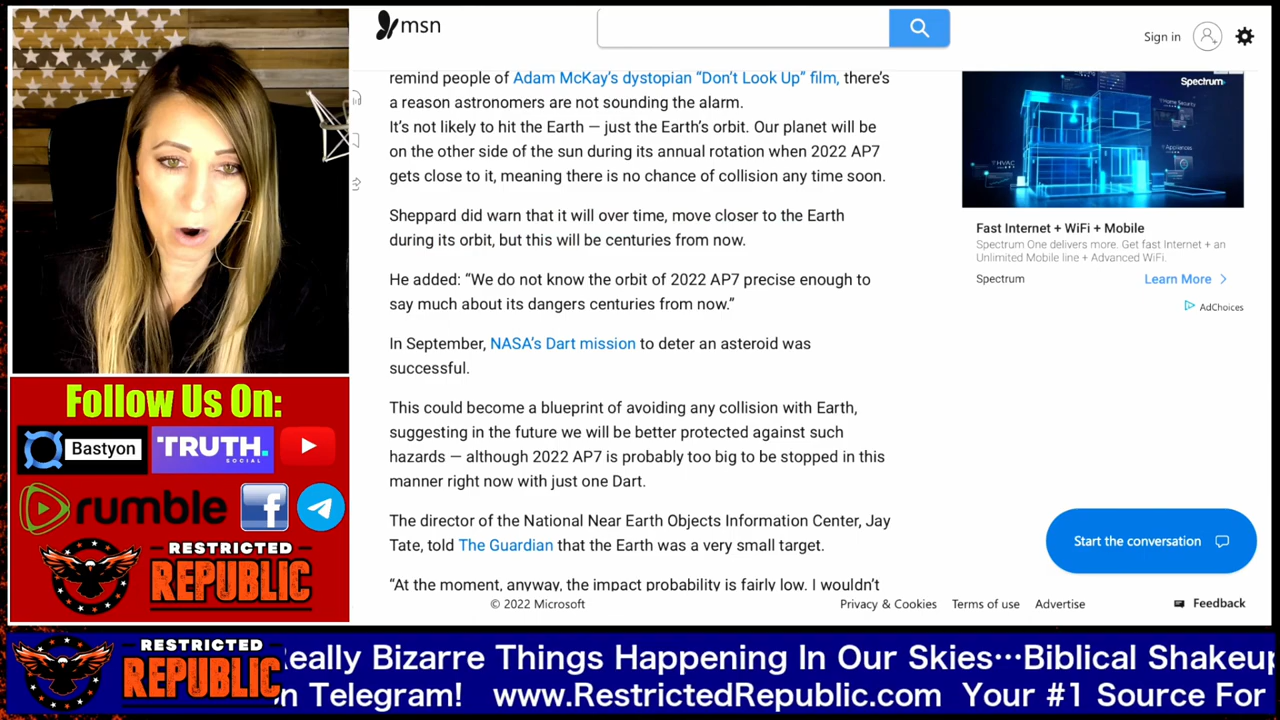 msn
Sign in
remind people of Adam McKay's dystopian “Don't Look Up” film, there's
a reason astronomers are not sounding the alarm.
It's not likely to hit the Earth — just the Earth's orbit. Our planet will be
on the other side of the sun during its annual rotation when 2022 AP7
gets close to it, meaning there is no chance of collision any time soon.
Sheppard did warn that it will over time, move closer to the Earth
during its orbit, but this will be centuries from now.
He added: “We do not know the orbit of 2022 AP7 precise enough to
say much about its dangers centuries from now.”
In September, NASA's Dart mission to deter an asteroid was
successful.
This could become a blueprint of avoiding any collision with Earth,
suggesting in the future we will be better protected against such
hazards — although 2022 AP7 is probably too big to be stopped in this
manner right now with just one Dart.
The director of the National Near Earth Objects Information Center, Jay
Tate, told The Guardian that the Earth was a very small target.
“At the moment, anyway, the impact probability is fairly low. I wouldn't
Spectrum
Home Security
HVAC
Appliances
Fast Internet + WiFi + Mobile
Spectrum One delivers more. Get fast Internet + an
Unlimited Mobile line + Advanced WiFi.
Spectrum
Learn More
AdChoices
Start the conversation
© 2022 Microsoft
Privacy & Cookies
Terms of use
Advertise
Feedback
Follow Us On:
Bastyon
TRUTH.
SOCIAL
rumble
RESTRICTED
REPUBLIC
RESTRICTED
REPUBLIC
eally Bizarre Things Happening In Our Skies···Biblical Shakeup
n Telegram! www.RestrictedRepublic.com Your #1 Source For